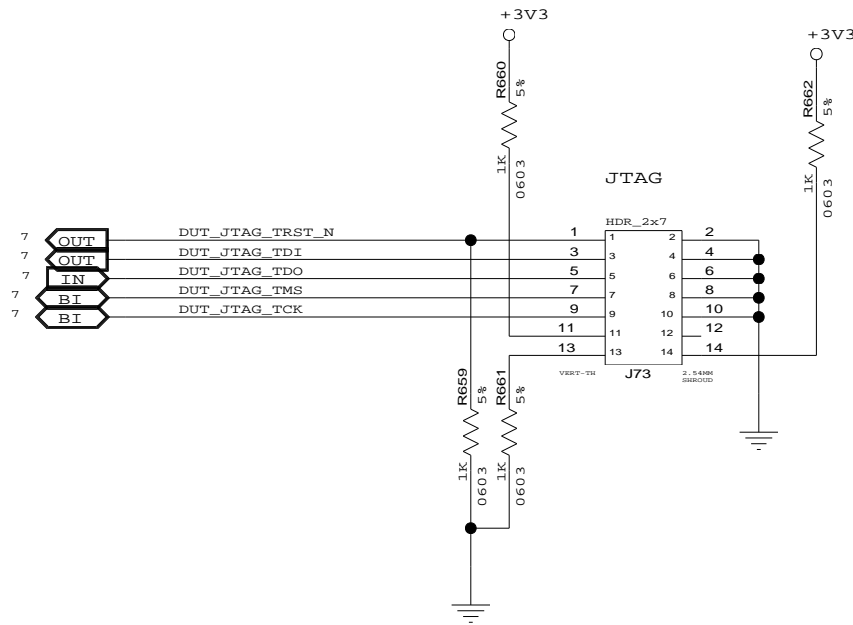 +3V3
+3V3
R660
5%
1K
0603
R662
5%
1K
0603
JTAG
HDR_2x7
7 OUT DUT_JTAG_TRST_N 1 1 2 2
7 OUT DUT_JTAG_TDI 3 3 4 4
7 IN DUT_JTAG_TDO 5 5 6 6
7 BI DUT_JTAG_TMS 7 7 8 8
7 BI DUT_JTAG_TCK 9 9 10 10
11 11 12 12
13 13 14 14
VERT-TH
J73
2.54MM
SHROUD
R659
5%
1K
0603
R661
5%
1K
0603